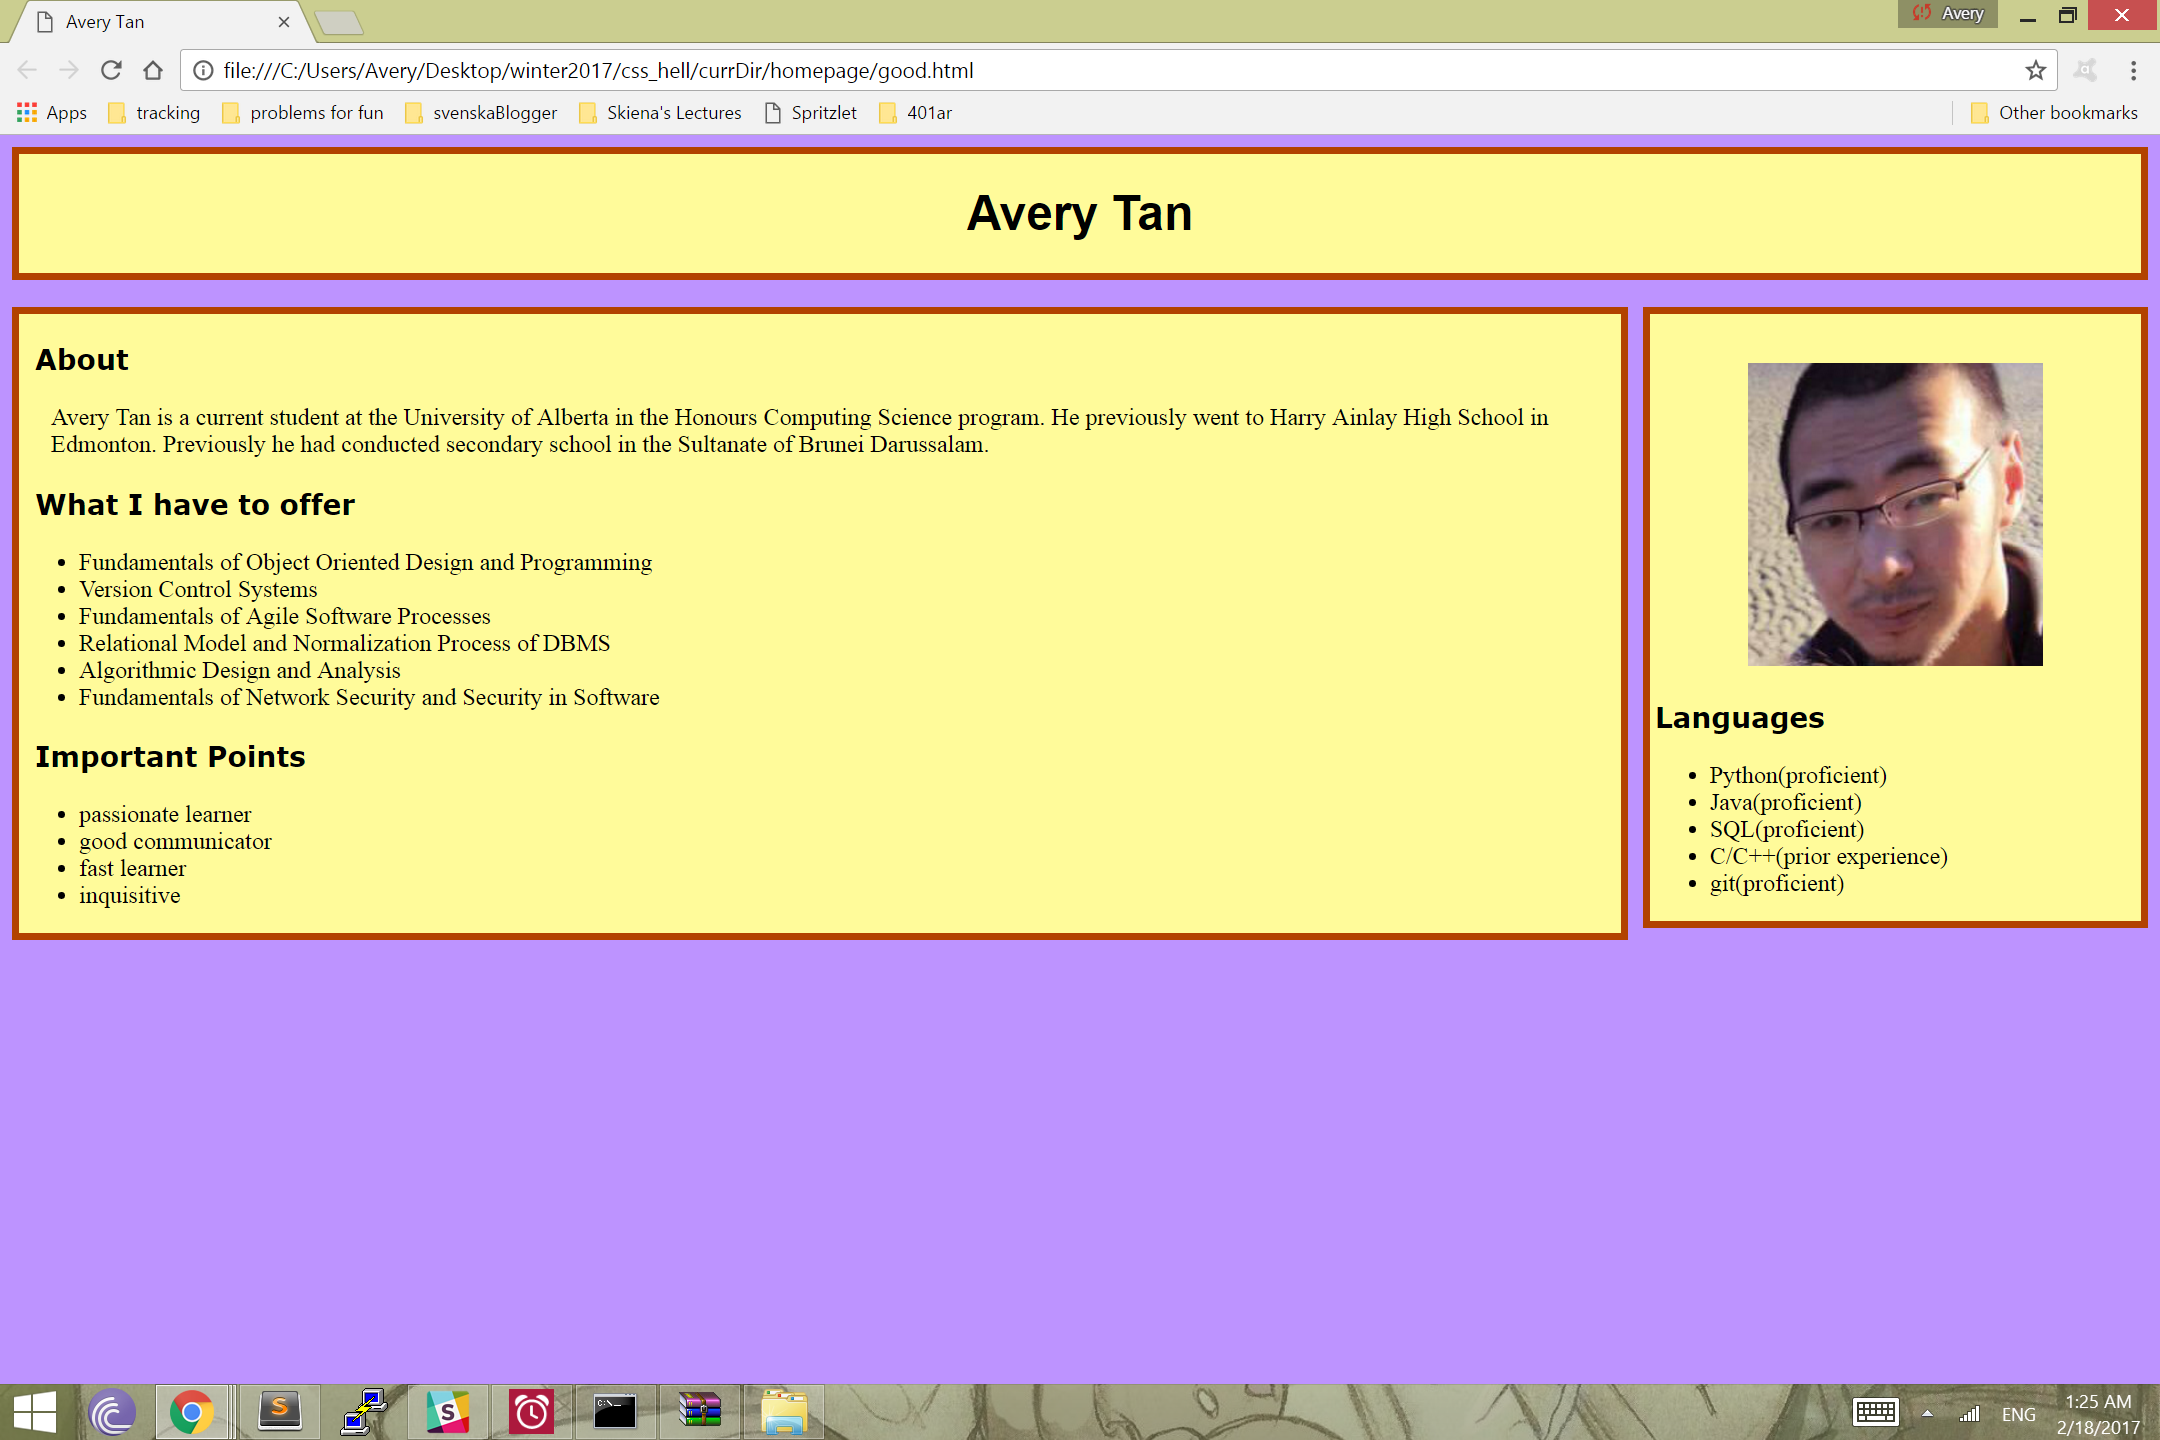 Avery Tan
Avery
file:///C:/Users/Avery/Desktop/winter2017/css_hell/currDir/homepage/good.html
Apps tracking problems for fun svenskaBlogger Skiena's Lectures Spritzlet 401ar Other bookmarks
Avery Tan
About
Avery Tan is a current student at the University of Alberta in the Honours Computing Science program. He previously went to Harry Ainlay High School in
Edmonton. Previously he had conducted secondary school in the Sultanate of Brunei Darussalam.
What I have to offer
Fundamentals of Object Oriented Design and Programming
Version Control Systems
Fundamentals of Agile Software Processes
Relational Model and Normalization Process of DBMS
Algorithmic Design and Analysis
Fundamentals of Network Security and Security in Software
Important Points
passionate learner
good communicator
fast learner
inquisitive
Languages
Python(proficient)
Java(proficient)
SQL(proficient)
C/C++(prior experience)
git(proficient)
S
S
C:\_
ENG
1:25 AM
2/18/2017